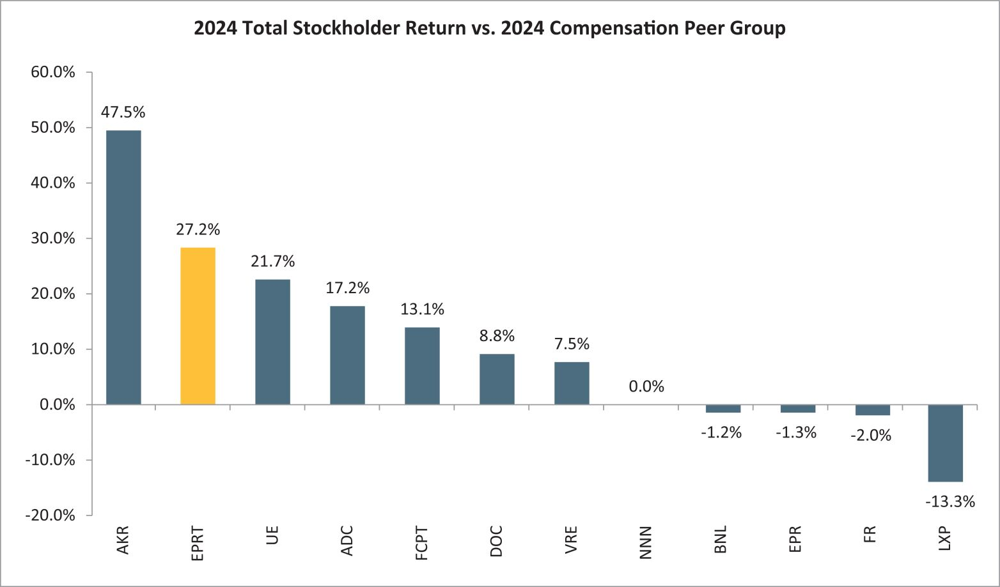 2024 Total Stockholder Return vs. 2024 Compensation Peer Group
60.0%
50.0%
40.0%
30.0%
20.0%
10.0%
0.0%
-10.0%
-20.0%
47.5%
27.2%
21.7%
17.2%
13.1%
8.8%
7.5%
0.0%
-1.2%
-1.3%
-2.0%
-13.3%
AKR
EPRT
UE
ADC
FCPT
DOC
VRE
NNN
BNL
EPR
FR
LXP